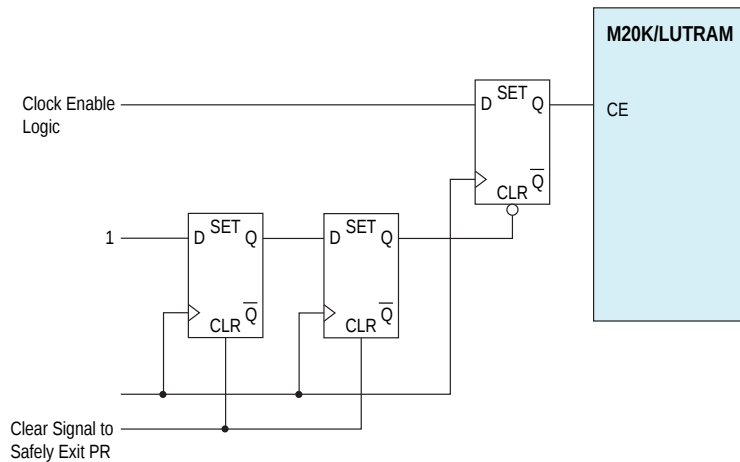 M20K/LUTRAM
Clock Enable
Logic
D SET Q
CE
CLR Q
1
D SET Q
D SET Q
CLR Q
CLR Q
Clear Signal to
Safely Exit PR